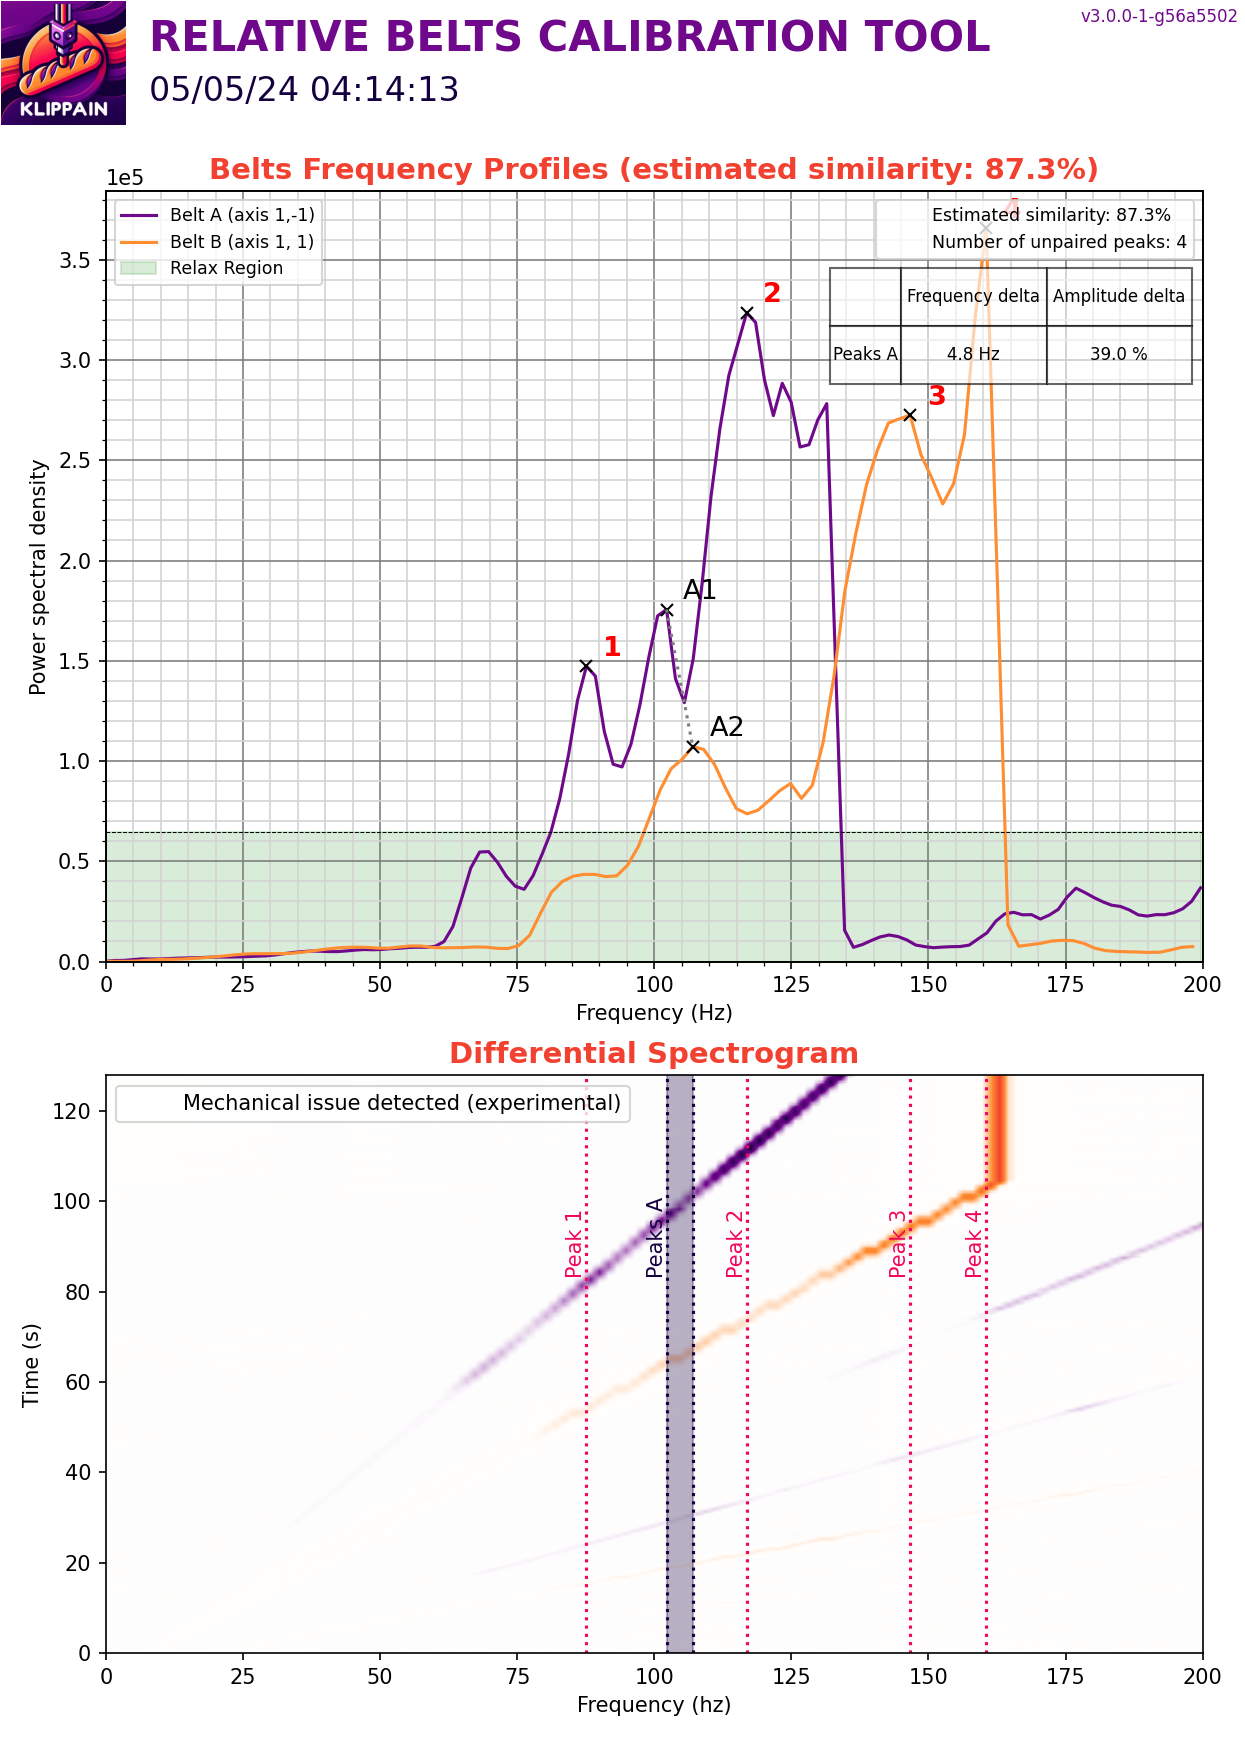 KLIPPAIN
RELATIVE BELTS CALIBRATION TOOL
v3.0.0-1-g56a5502
05/05/24 04:14:13
Belts Frequency Profiles (estimated similarity: 87.3%)
1e5
Belt A (axis 1,-1)
Belt B (axis 1, 1)
Relax Region
Estimated similarity: 87.3%
Number of unpaired peaks: 4
4
Frequency delta Amplitude delta
Peaks A 4.8 Hz 39.0 %
1
2
3
A1
A2
Power spectral density
3.5
3.0
2.5
2.0
1.5
1.0
0.5
0.0
0 25 50 75 100 125 150 175 200
Frequency (Hz)
Differential Spectrogram
Mechanical issue detected (experimental)
Peak 1
Peaks A
Peak 2
Peak 3
Peak 4
Time (s)
120
100
80
60
40
20
0
0 25 50 75 100 125 150 175 200
Frequency (hz)